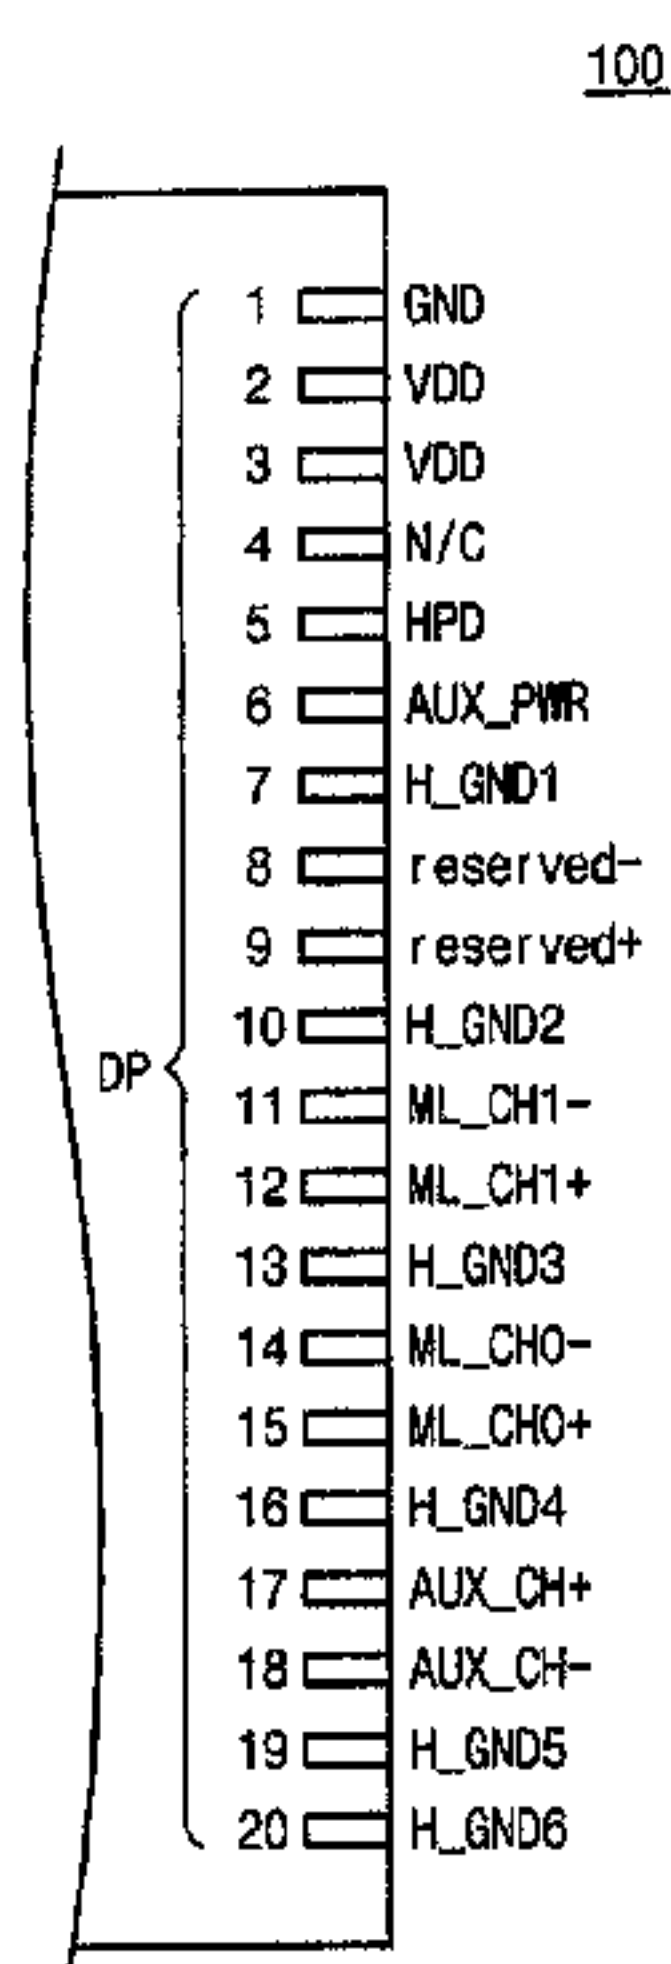 100
1 GND
2 VDD
3 VDD
4 N/C
5 HPD
6 AUX_PWR
7 H_GND1
8 reserved-
9 reserved+
10 H_GND2
DP
11 ML_CH1-
12 ML_CH1+
13 H_GND3
14 ML_CH0-
15 ML_CH0+
16 H_GND4
17 AUX_CH+
18 AUX_CH-
19 H_GND5
20 H_GND6